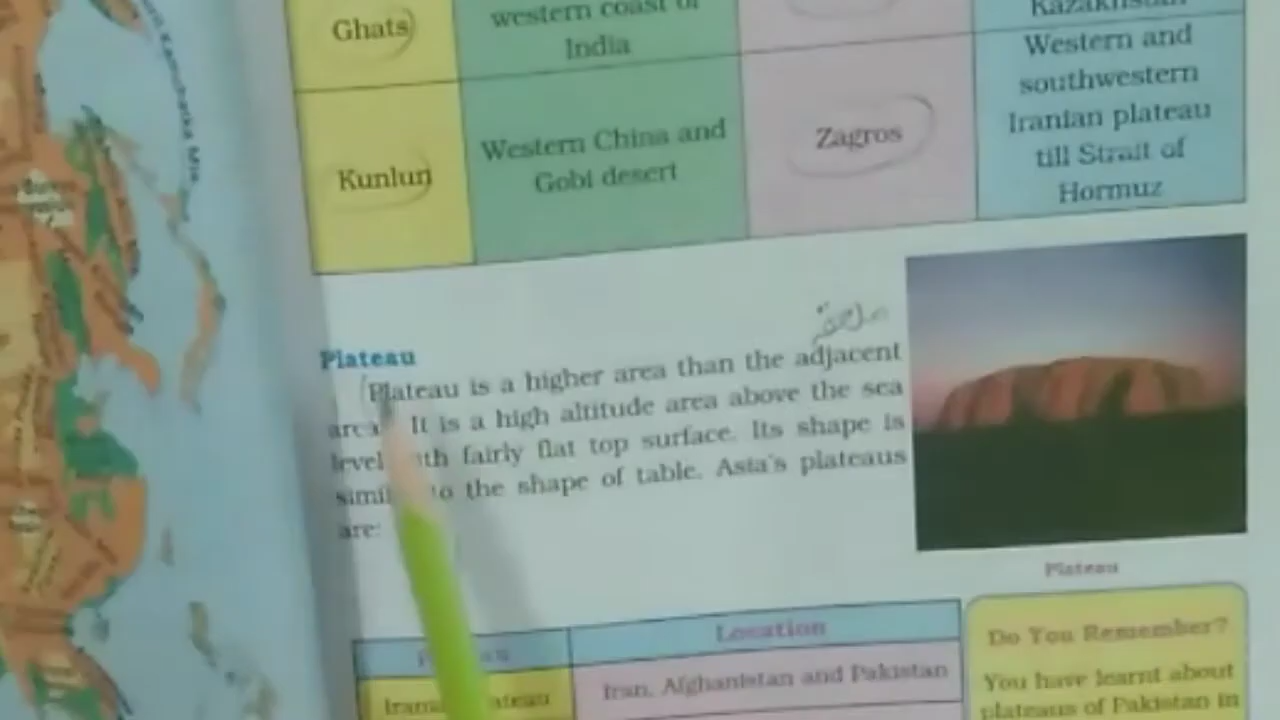 Ghats
western coast of
India
Kazakhstan
Kunlun
Western China and
Gobi desert
Zagros
Western and
southwestern
Iranian plateau
till Strait of
Hormuz
Plateau
Plateau is a higher area than the adjacent
It is a high altitude area above the sea
level fairly flat top surface. Its shape is
to the shape of table. Asia's plateaus
are:
Plateau
Location
Iran, Afghanistan and Pakistan
Do You Remember?
You have learnt about
plateaus of Pakistan in